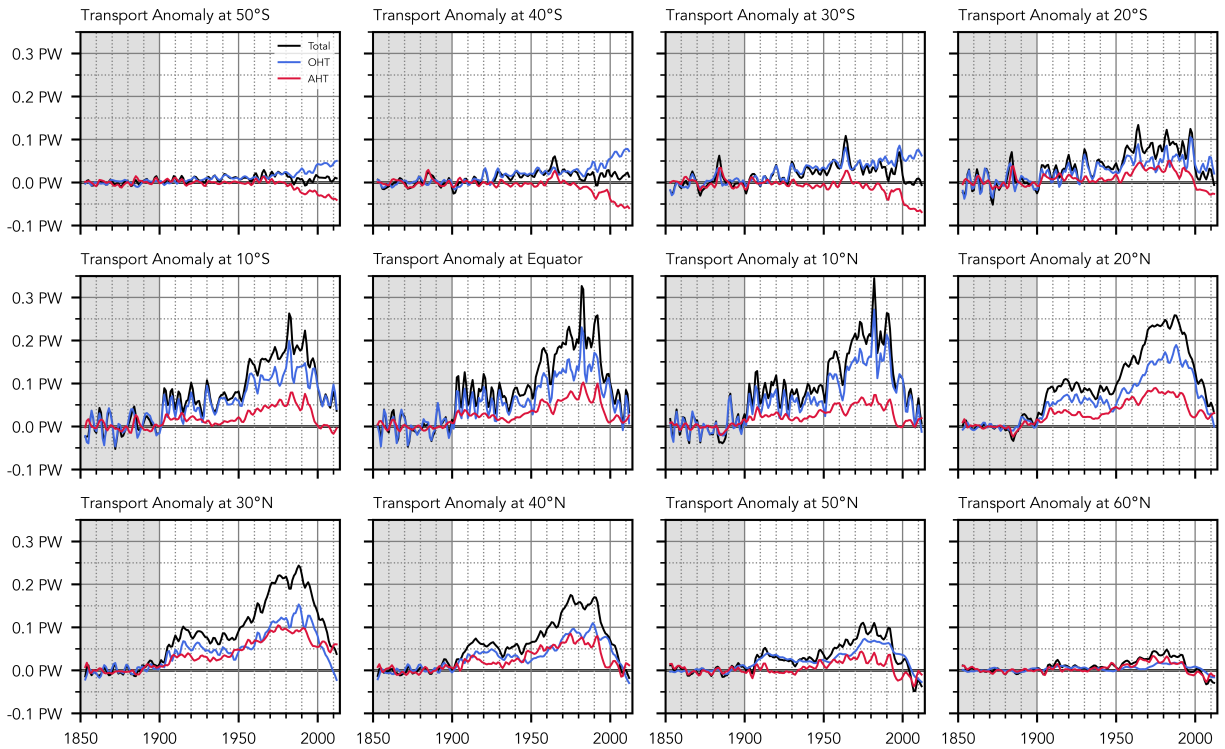 Transport Anomaly at 50°S
Transport Anomaly at 40°S
Transport Anomaly at 30°S
Transport Anomaly at 20°S
0.3 PW
0.2 PW
0.1 PW
0.0 PW
-0.1 PW
Total
OHT
AHT
Transport Anomaly at 10°S
Transport Anomaly at Equator
Transport Anomaly at 10°N
Transport Anomaly at 20°N
0.3 PW
0.2 PW
0.1 PW
0.0 PW
-0.1 PW
Transport Anomaly at 30°N
Transport Anomaly at 40°N
Transport Anomaly at 50°N
Transport Anomaly at 60°N
0.3 PW
0.2 PW
0.1 PW
0.0 PW
-0.1 PW
1850 1900 1950 2000
1850 1900 1950 2000
1850 1900 1950 2000
1850 1900 1950 2000